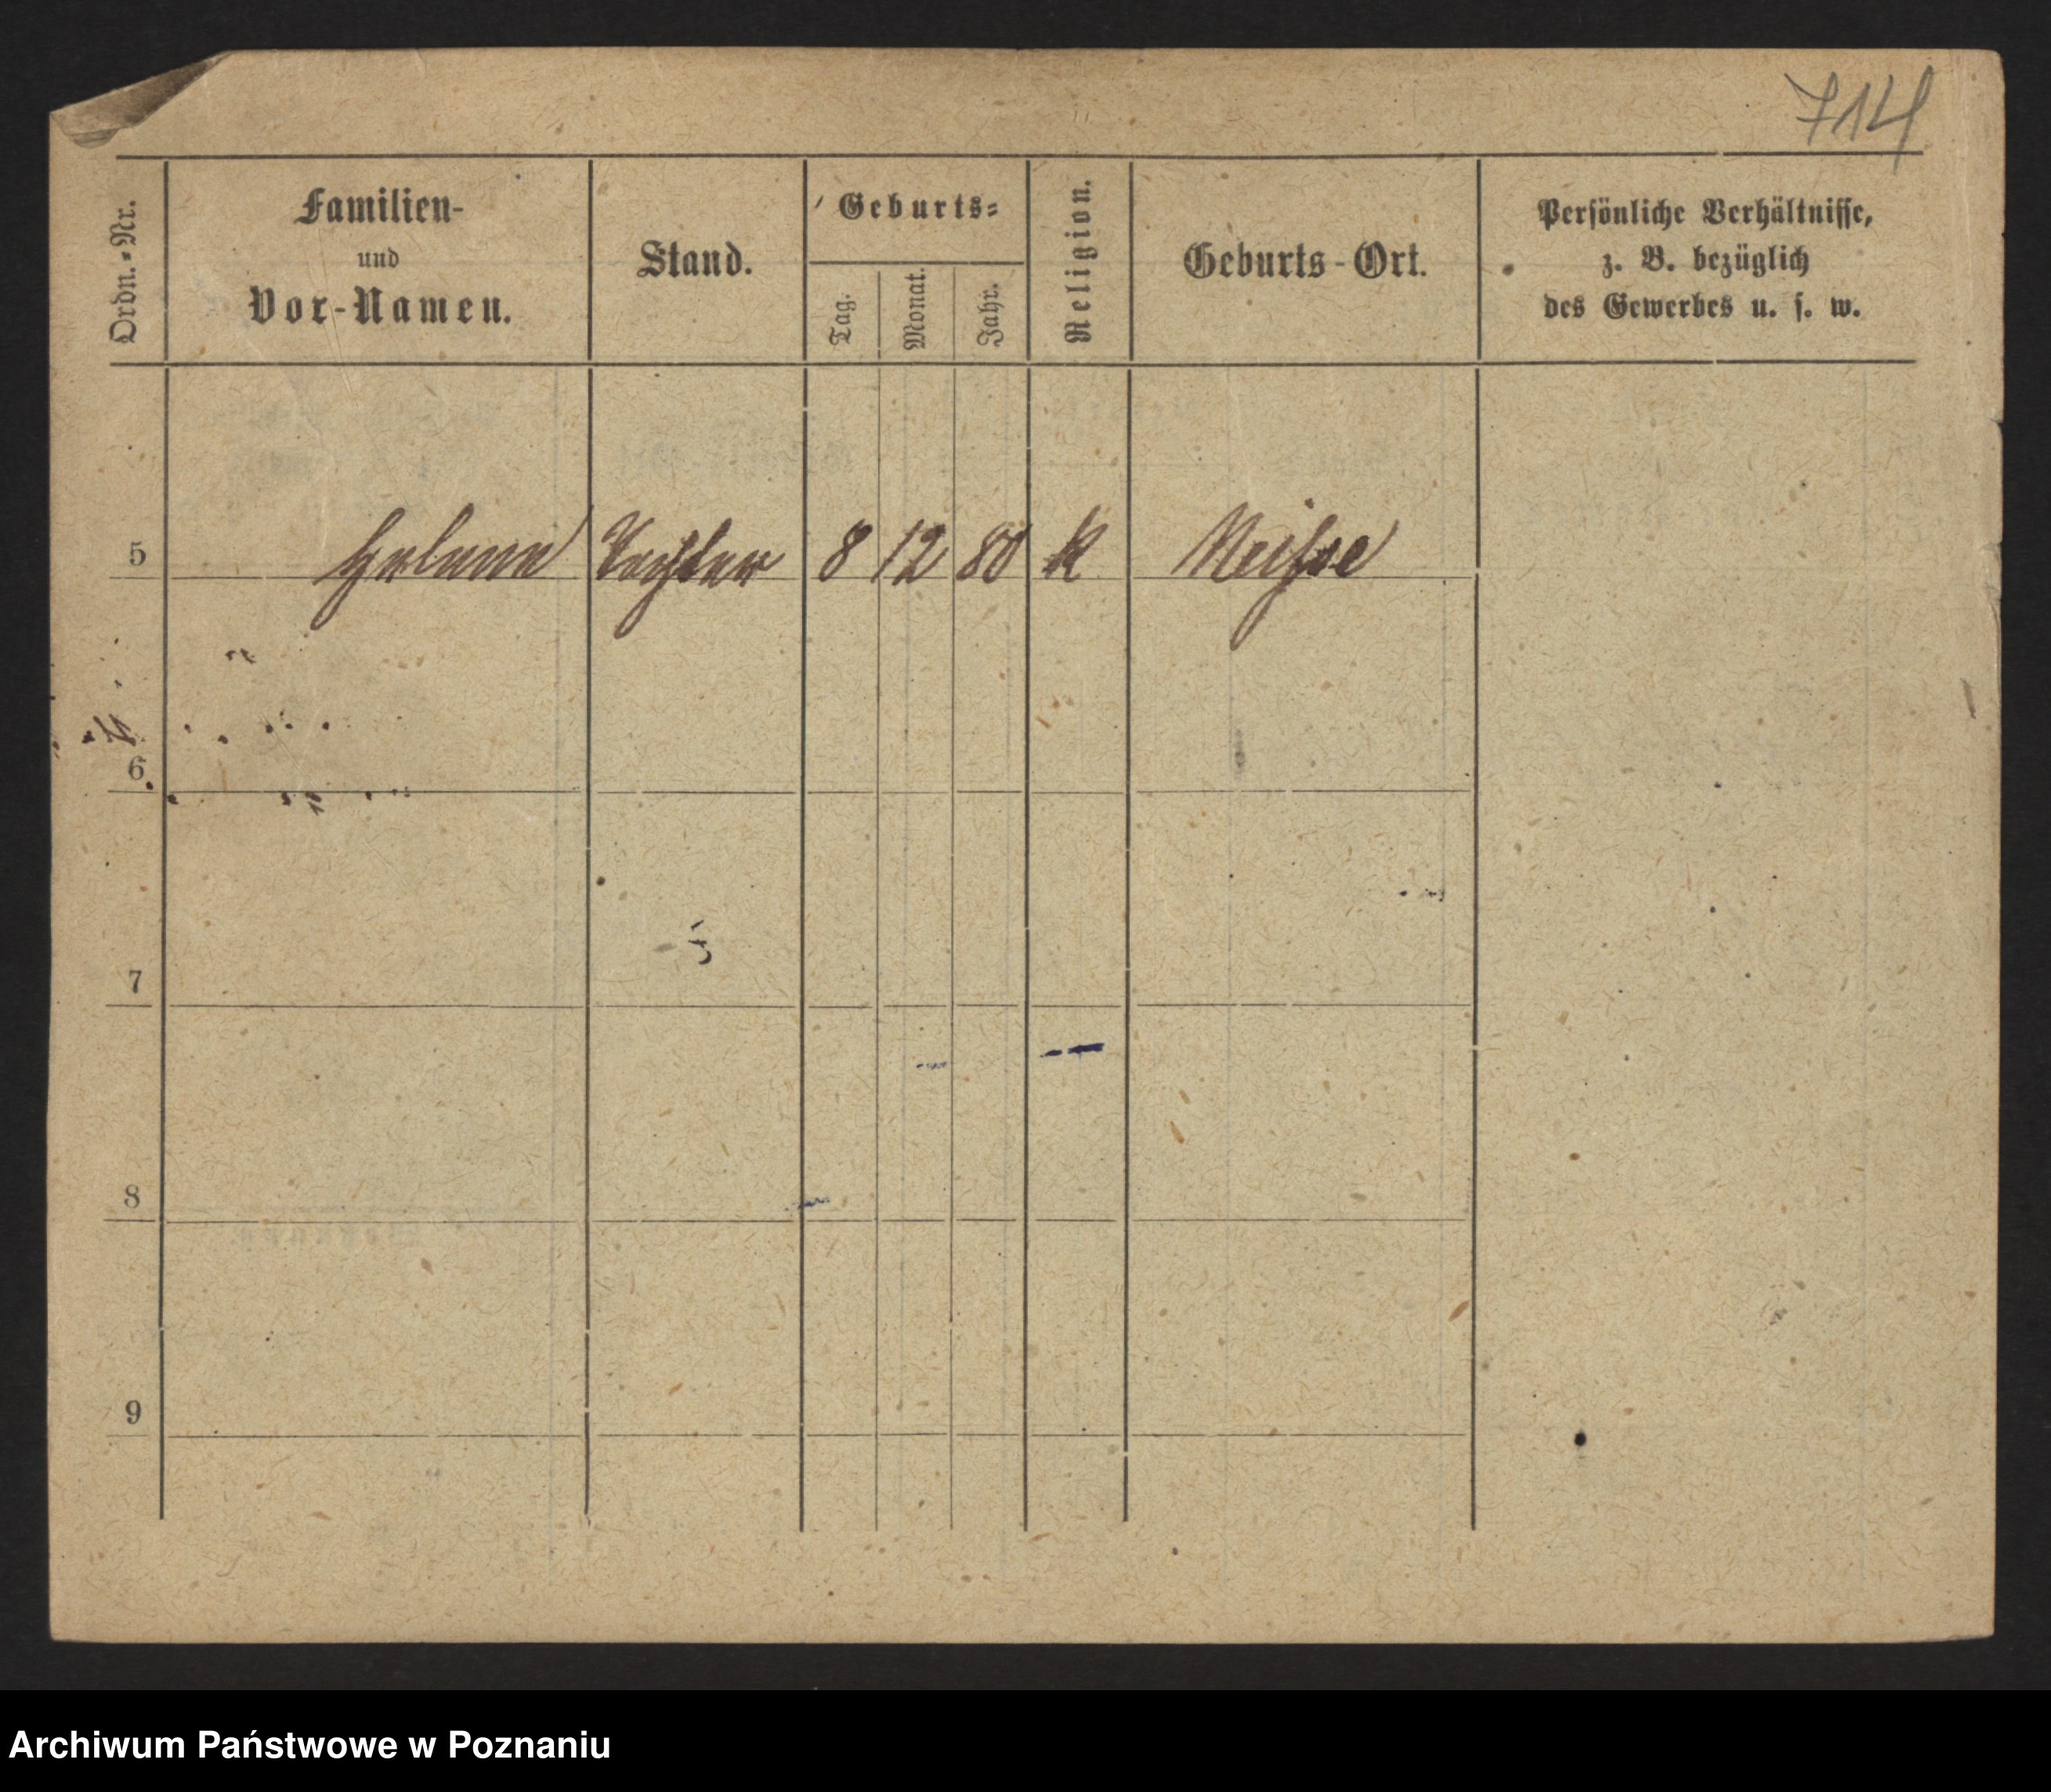 714
Ordn.-Nr.
Familien-
und
Vor-Namen.
Stand.
Geburts-
Tag.
Monat.
Jahr.
Religion.
Geburts-Ort.
Persönliche Verhältnisse,
z. B. bezüglich
des Gewerbes u. s. w.
5 Helene Tochter 8 12 80 k Neisse
6
7
8
9
Archiwum Państwowe w Poznaniu